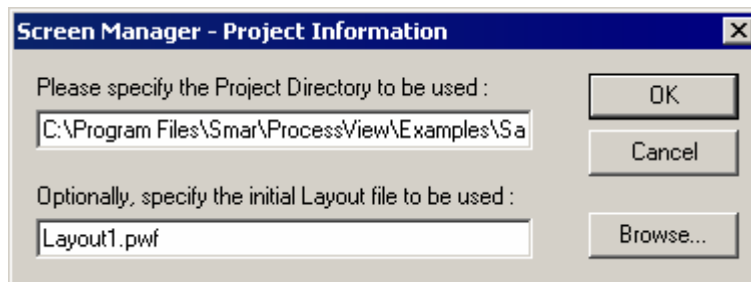 Screen Manager - Project Information
Please specify the Project Directory to be used :
C:\Program Files\Smar\ProcessView\Examples\Sa
OK
Cancel
Optionally, specify the initial Layout file to be used :
Layout1.pwf
Browse...